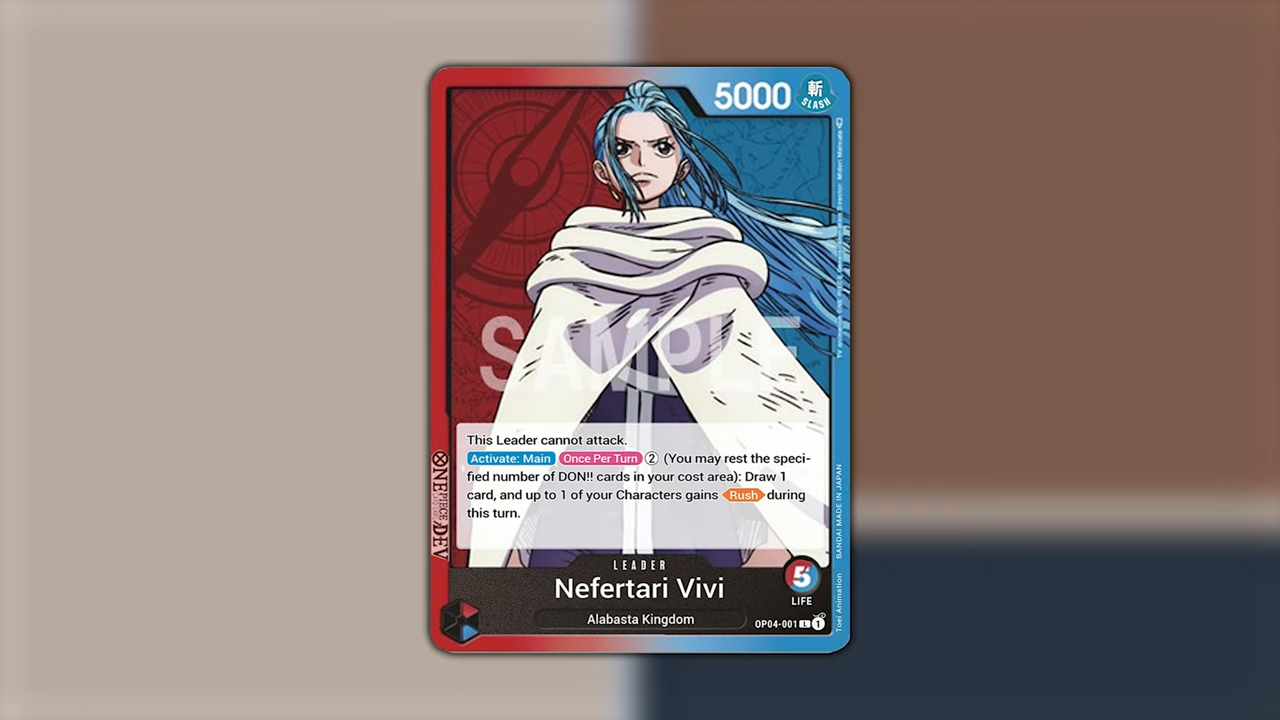 5000
斬
SLASH
SAMPLE
This Leader cannot attack.
Activate: Main Once Per Turn ② (You may rest the speci-
fied number of DON!! cards in your cost area): Draw 1
card, and up to 1 of your Characters gains Rush during
this turn.
ONE PIECE
LEADER
Nefertari Vivi
Alabasta Kingdom
5
LIFE
OP04-001 L 1
BANDAI MADE IN JAPAN
Toei Animation